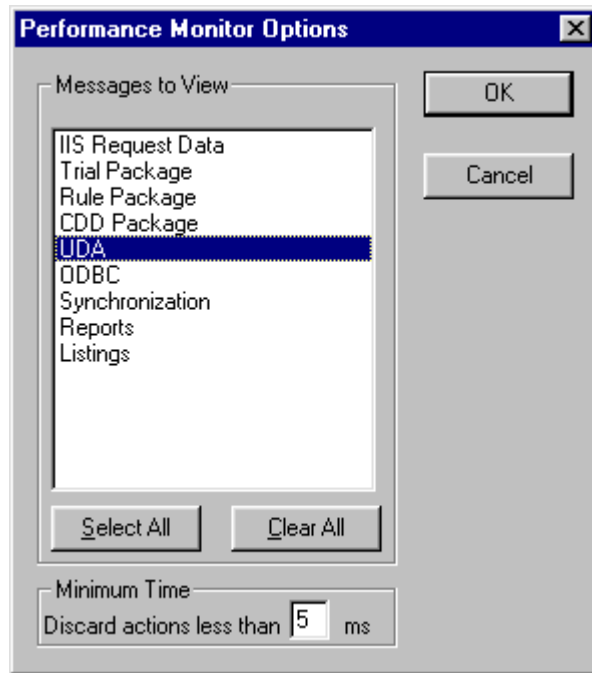 Performance Monitor Options
Messages to View
OK
IIS Request Data
Trial Package
Rule Package
CDD Package
UDA
ODBC
Synchronization
Reports
Listings
Cancel
Select All
Clear All
Minimum Time
Discard actions less than 5 ms